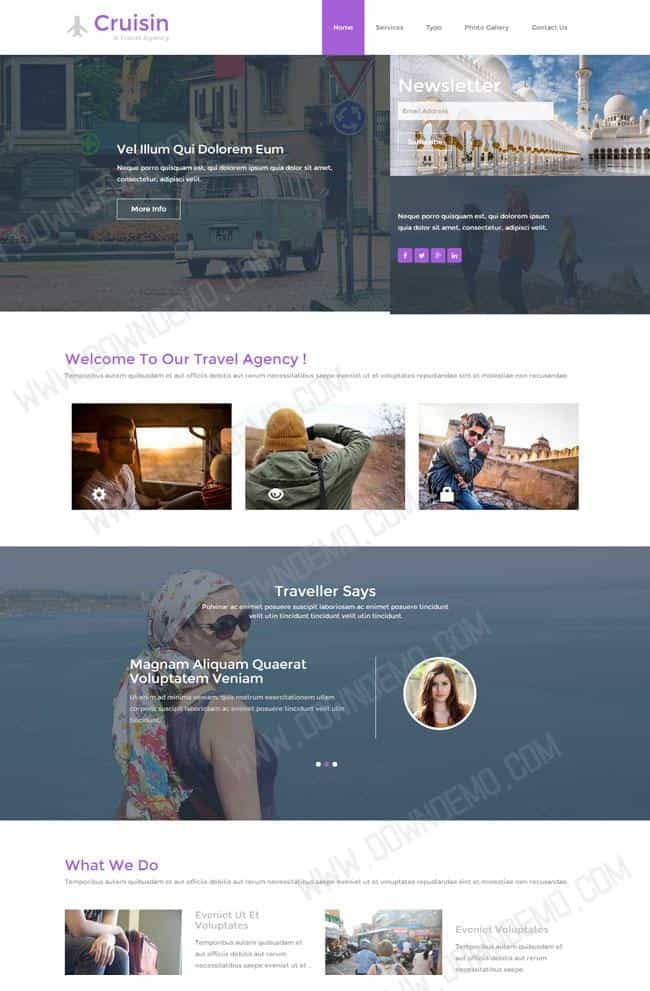 Cruisin
A Travel Agency
Home
Services
Typo
Photo Gallery
Contact Us
Vel Illum Qui Dolorem Eum
Neque porro quisquam est, qui dolorem ipsum quia dolor sit amet,
consectetur, adipisci velit.
More Info
Newsletter
Email Address
Subscribe
Neque porro quisquam est, qui dolorem ipsum
quia dolor sit amet, consectetur, adipisci velit.
Welcome To Our Travel Agency !
Temporibus autem quibusdam et aut officiis debitis aut rerum necessitatibus saepe eveniet ut et voluptates repudiandae sint et molestiae non recusandae.
Traveller Says
Pulvinar ac enimet posuere suscipit laboriosam ac enimet posuere tincidunt
velit utin tincidunt tincidunt velit utin tincidunt.
Magnam Aliquam Quaerat
Voluptatem Veniam
Ut enim ad minima veniam, quis nostrum exercitationem ullam
corporis suscipit laboriosam ac enimet posuere tincidunt velit utin
tincidunt.
What We Do
Temporibus autem quibusdam et aut officiis debitis aut rerum necessitatibus saepe eveniet ut et voluptates repudiandae sint et molestiae non recusandae.
Eveniet Ut Et
Voluptates
Temporibus autem quibusdam et
aut officiis debitis aut rerum
necessitatibus saepe eveniet ut et ..
Eveniet Voluptates
Temporibus autem quibusdam et
aut officiis debitis aut rerum
necessitatibus saepe.
WWW.DOWNDEMO.COM